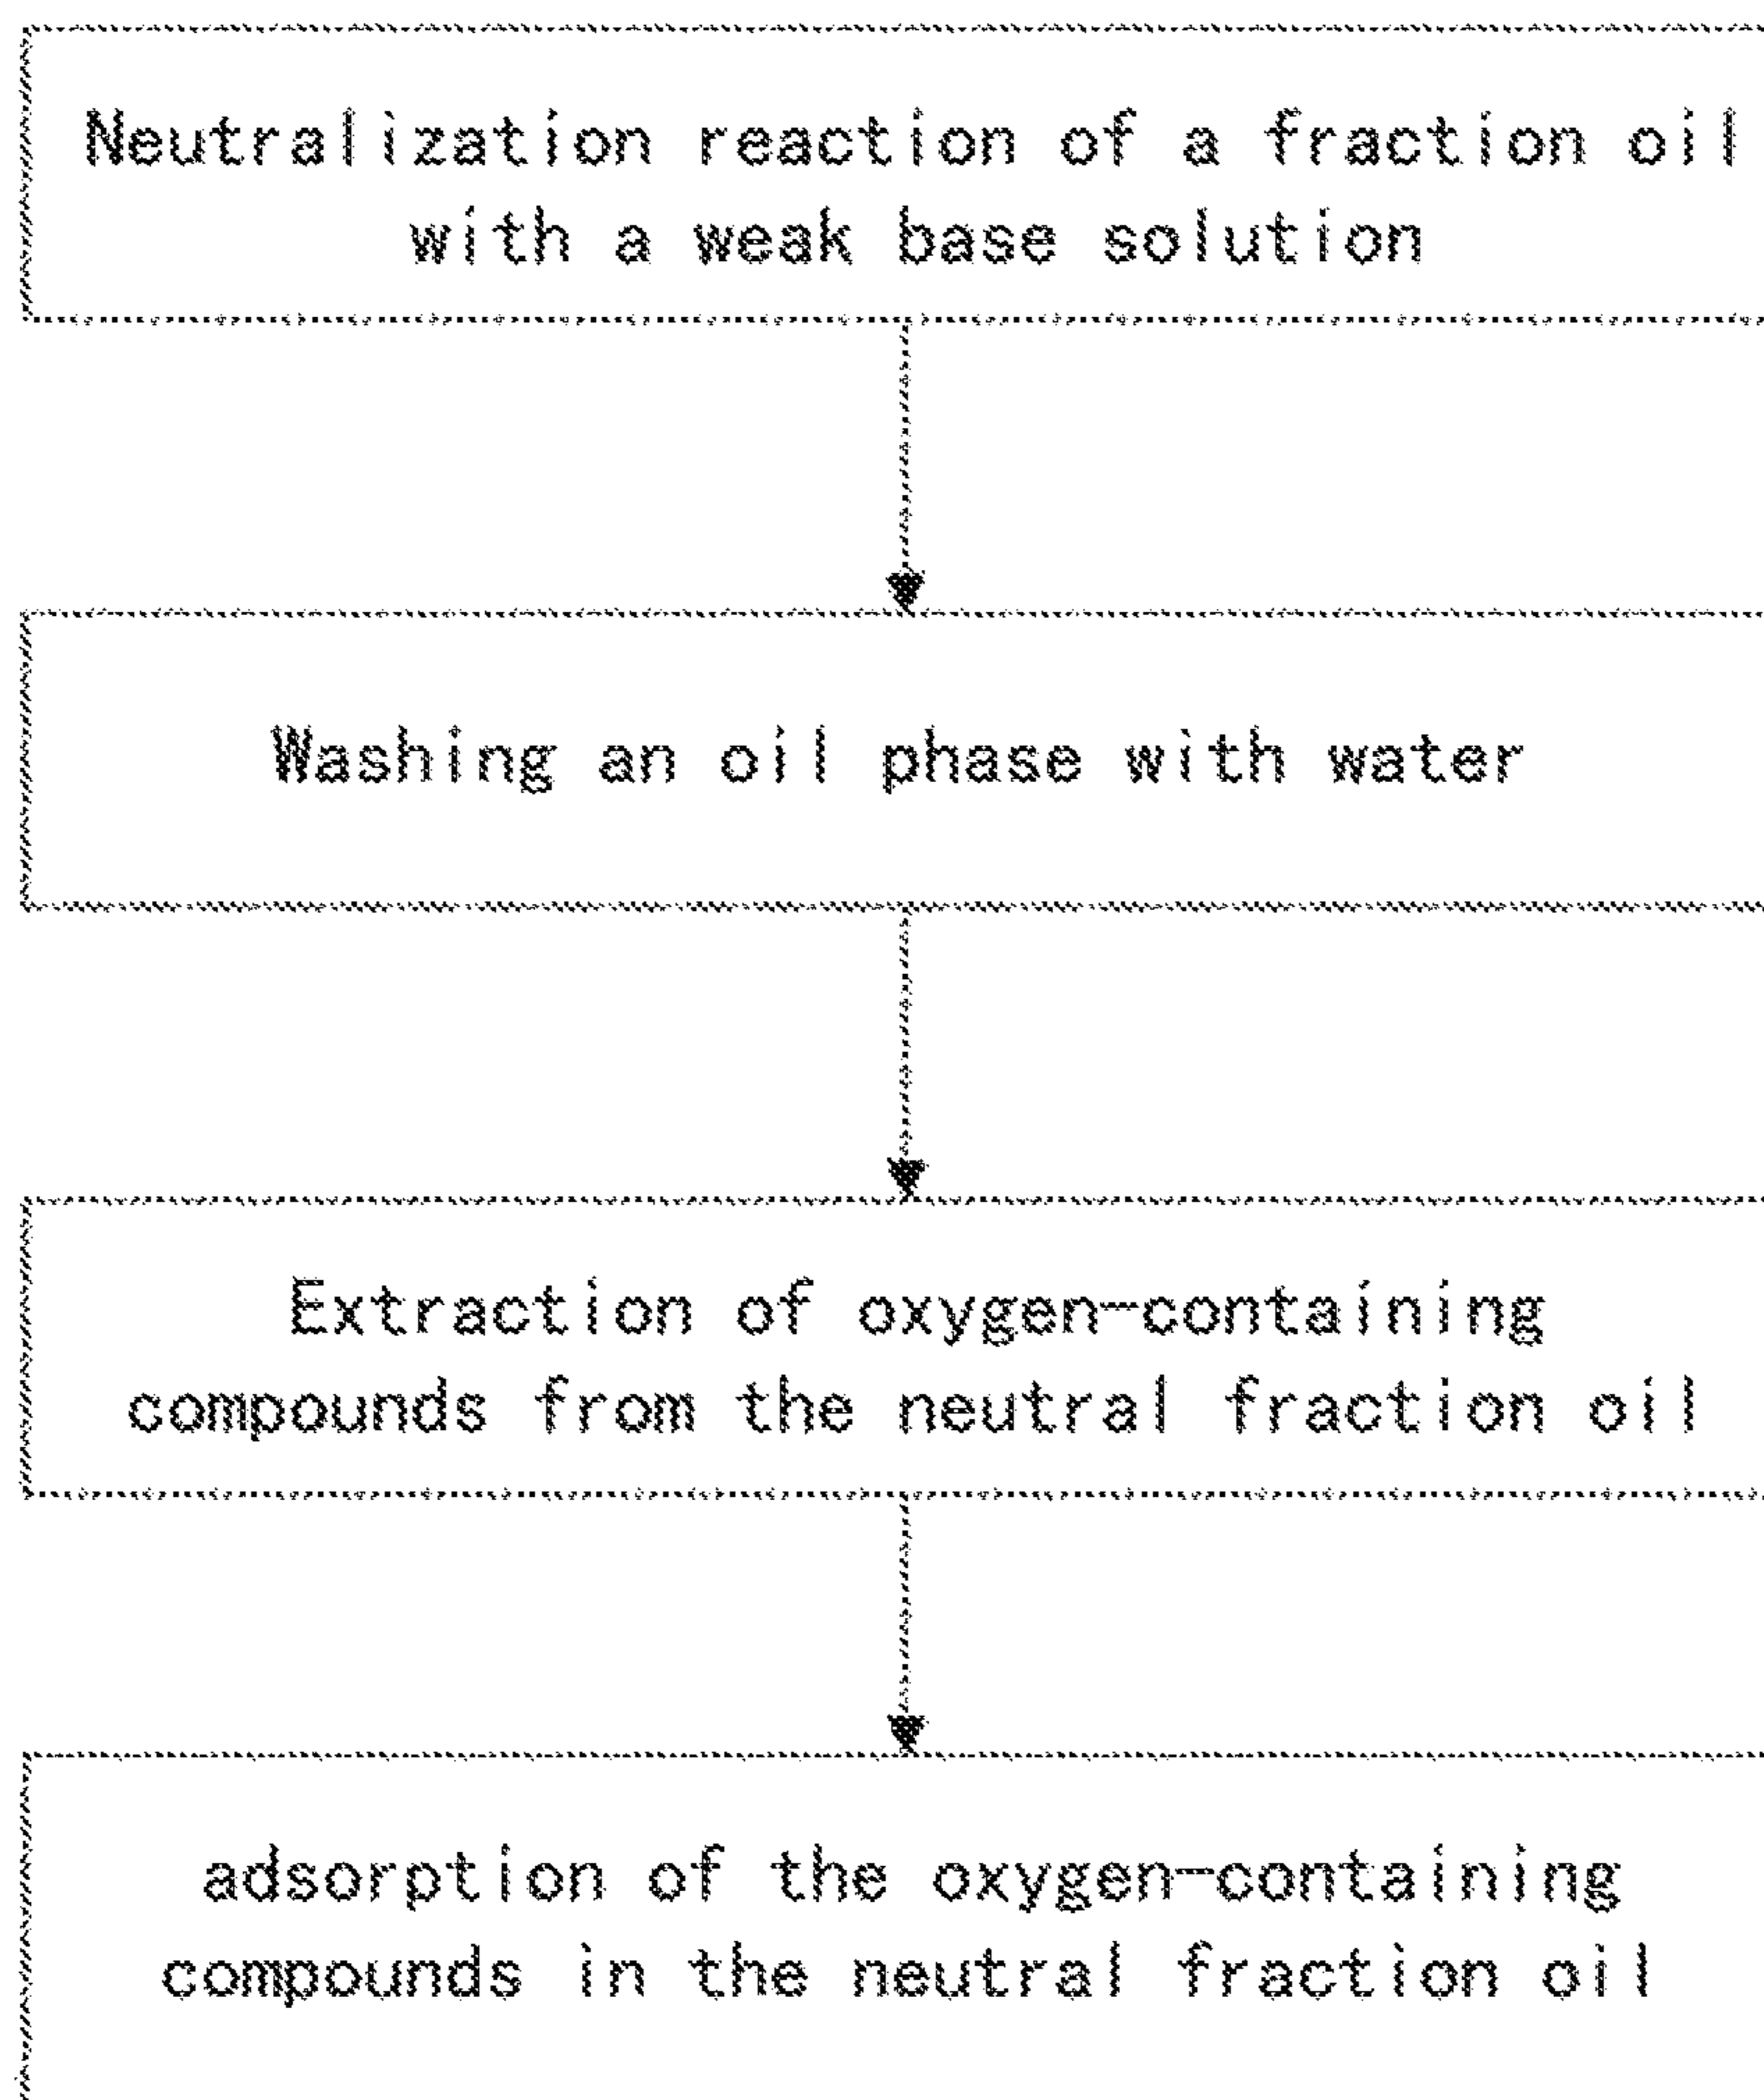 Neutralization reaction of a fraction oil
with a weak base solution
Washing an oil phase with water
Extraction of oxygen-containing
compounds from the neutral fraction oil
adsorption of the oxygen-containing
compounds in the neutral fraction oil